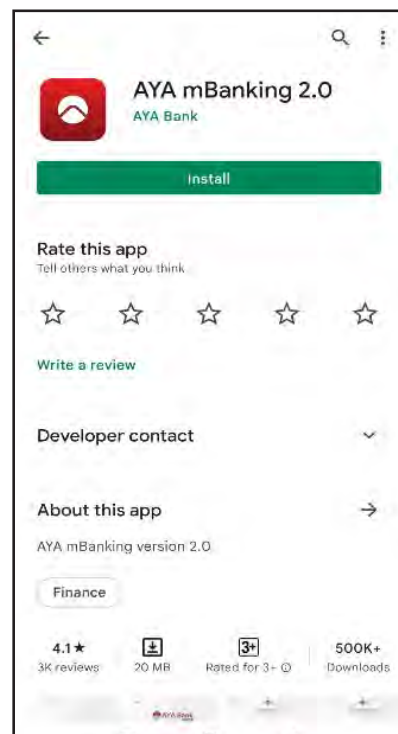 AYA mBanking 2.0
AYA Bank
Install
Rate this app
Tell others what you think
Write a review
Developer contact
About this app
AYA mBanking version 2.0
Finance
4.1★ 3+ 500K+
3K reviews 20 MB Rated for 3+ Downloads
AYA Bank